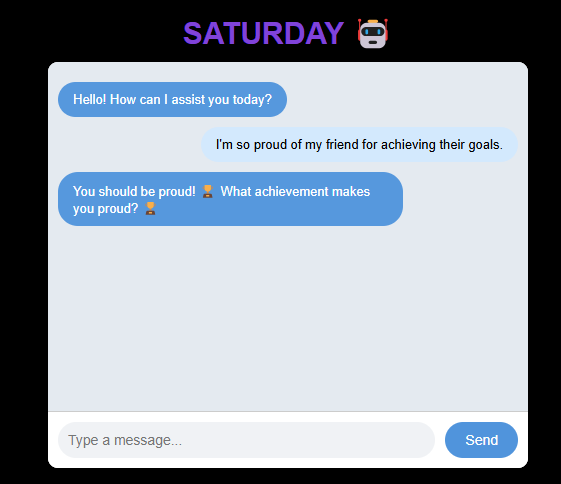 SATURDAY 🤖
Hello! How can I assist you today?
I'm so proud of my friend for achieving their goals.
You should be proud! 🏆 What achievement makes
you proud? 🏆
Type a message...
Send